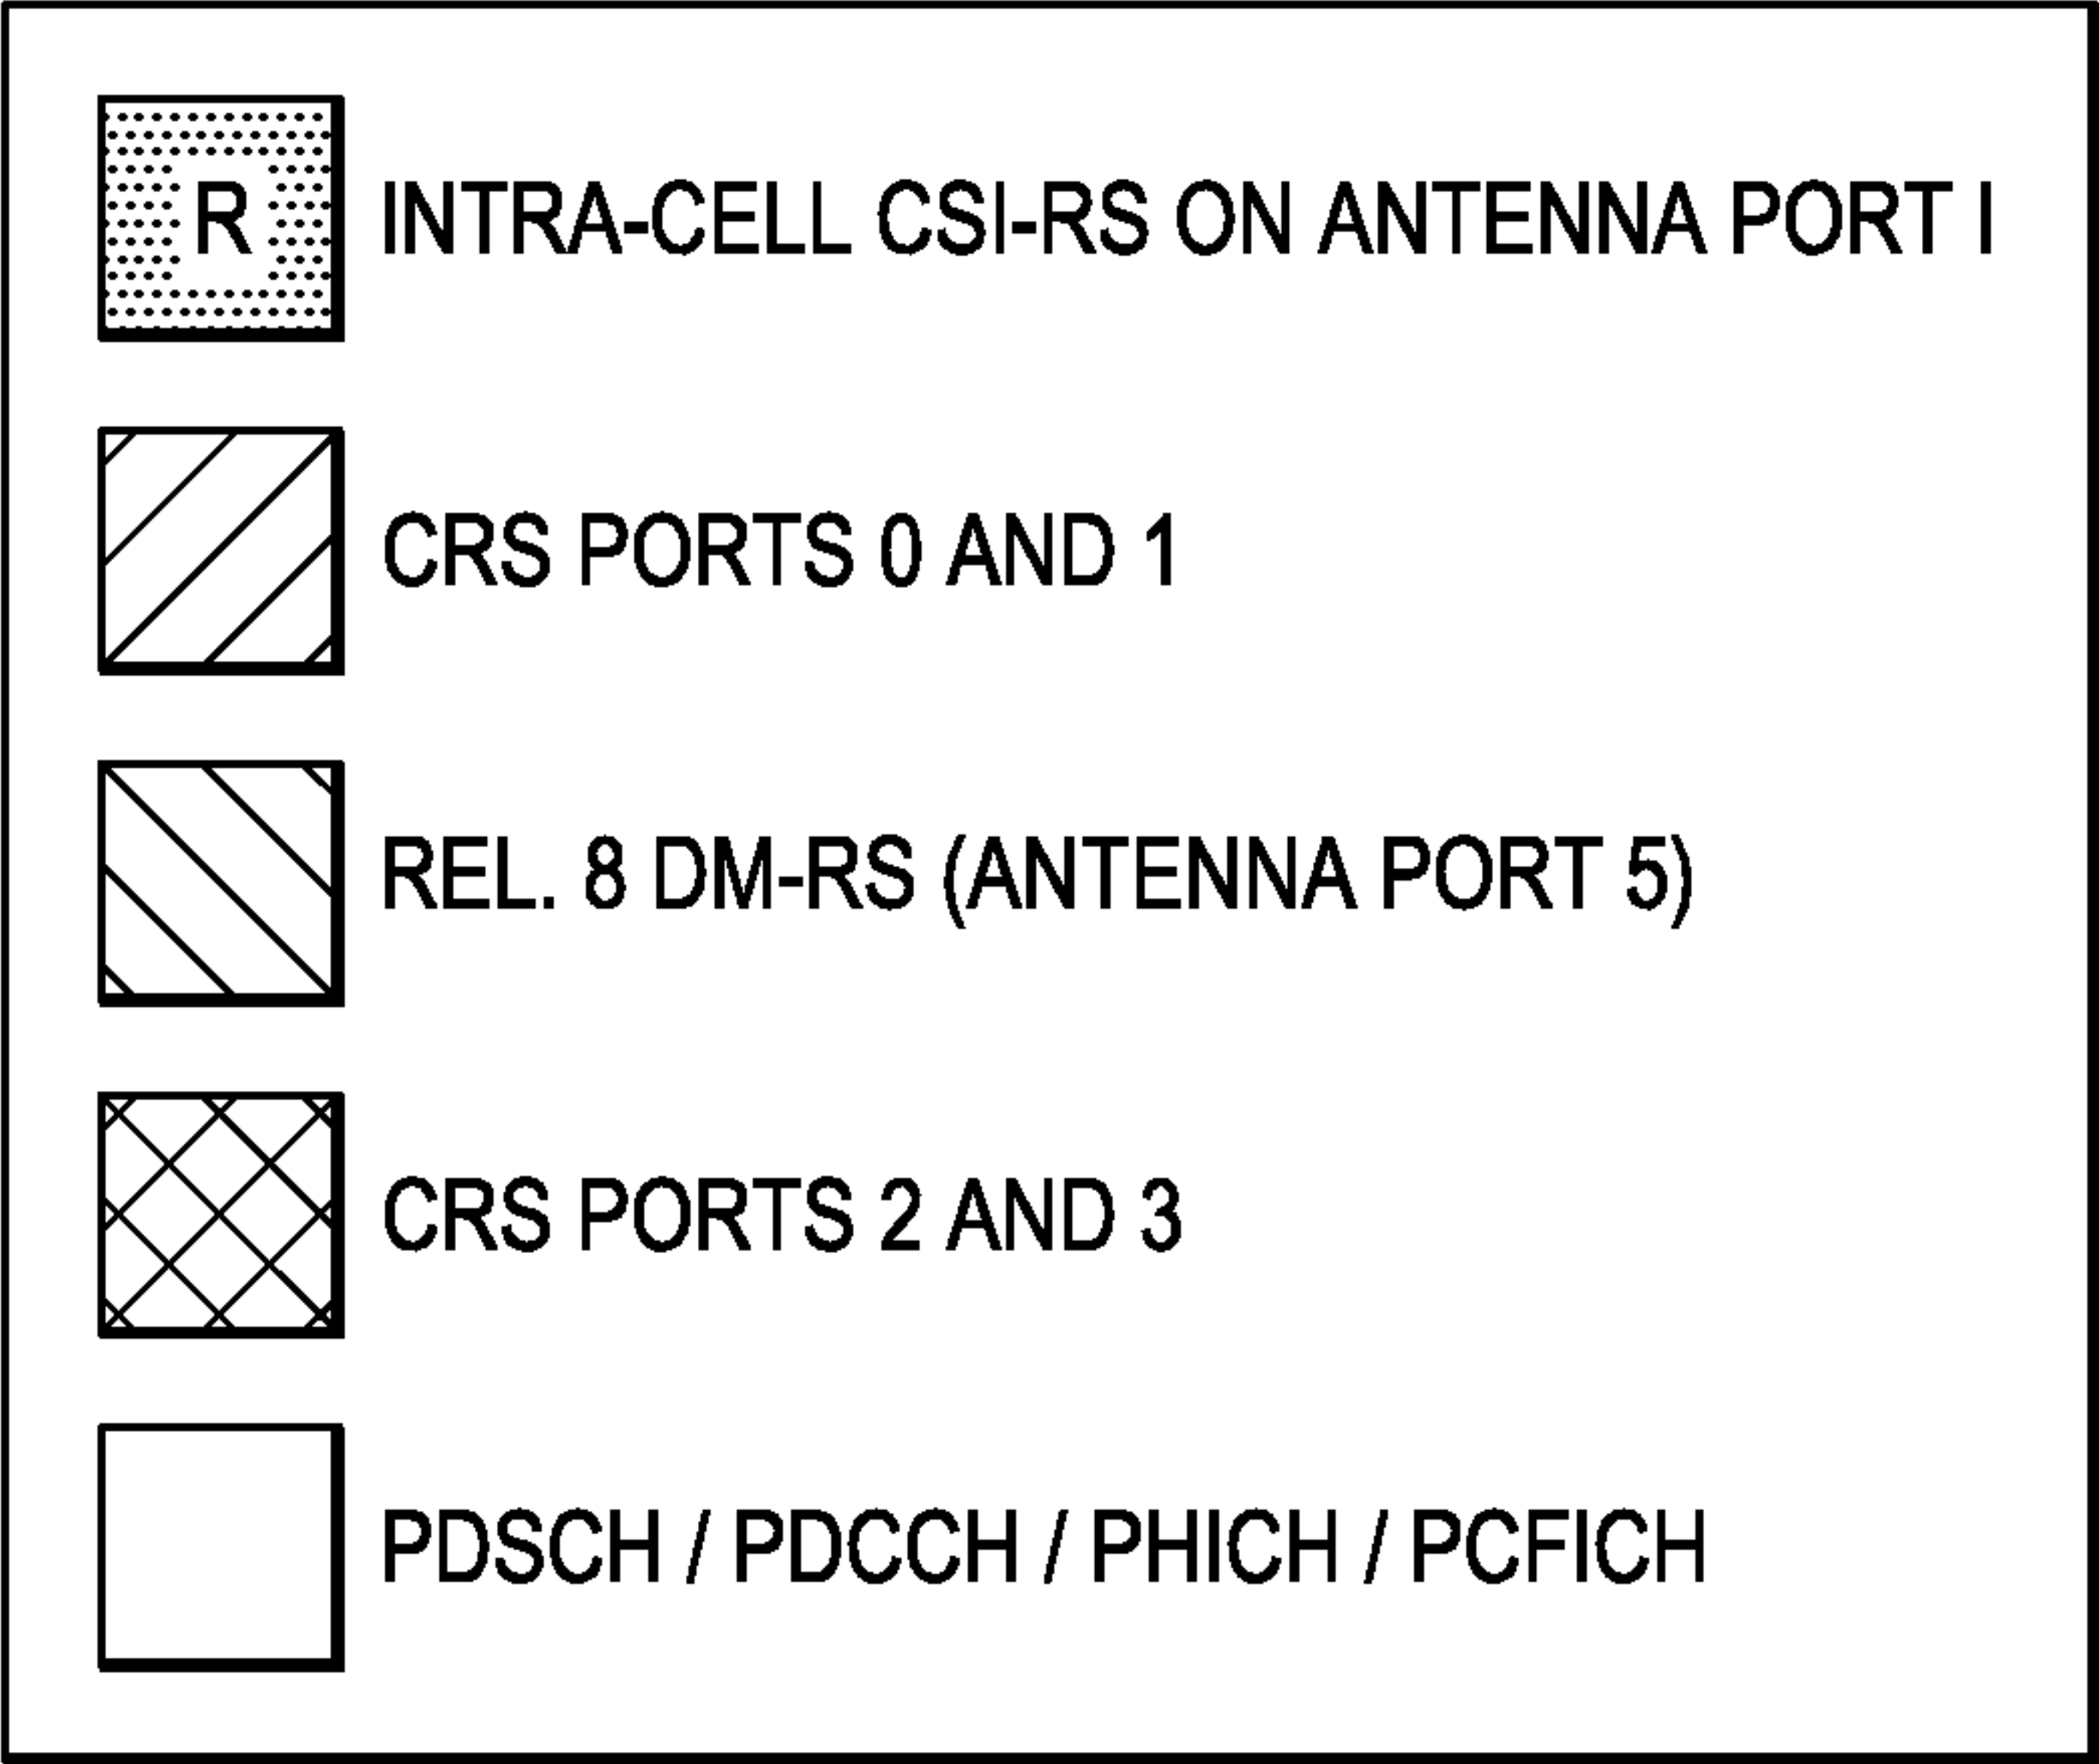 R INTRA-CELL CSI-RS ON ANTENNA PORT I
CRS PORTS 0 AND 1
REL. 8 DM-RS (ANTENNA PORT 5)
CRS PORTS 2 AND 3
PDSCH / PDCCH / PHICH / PCFICH